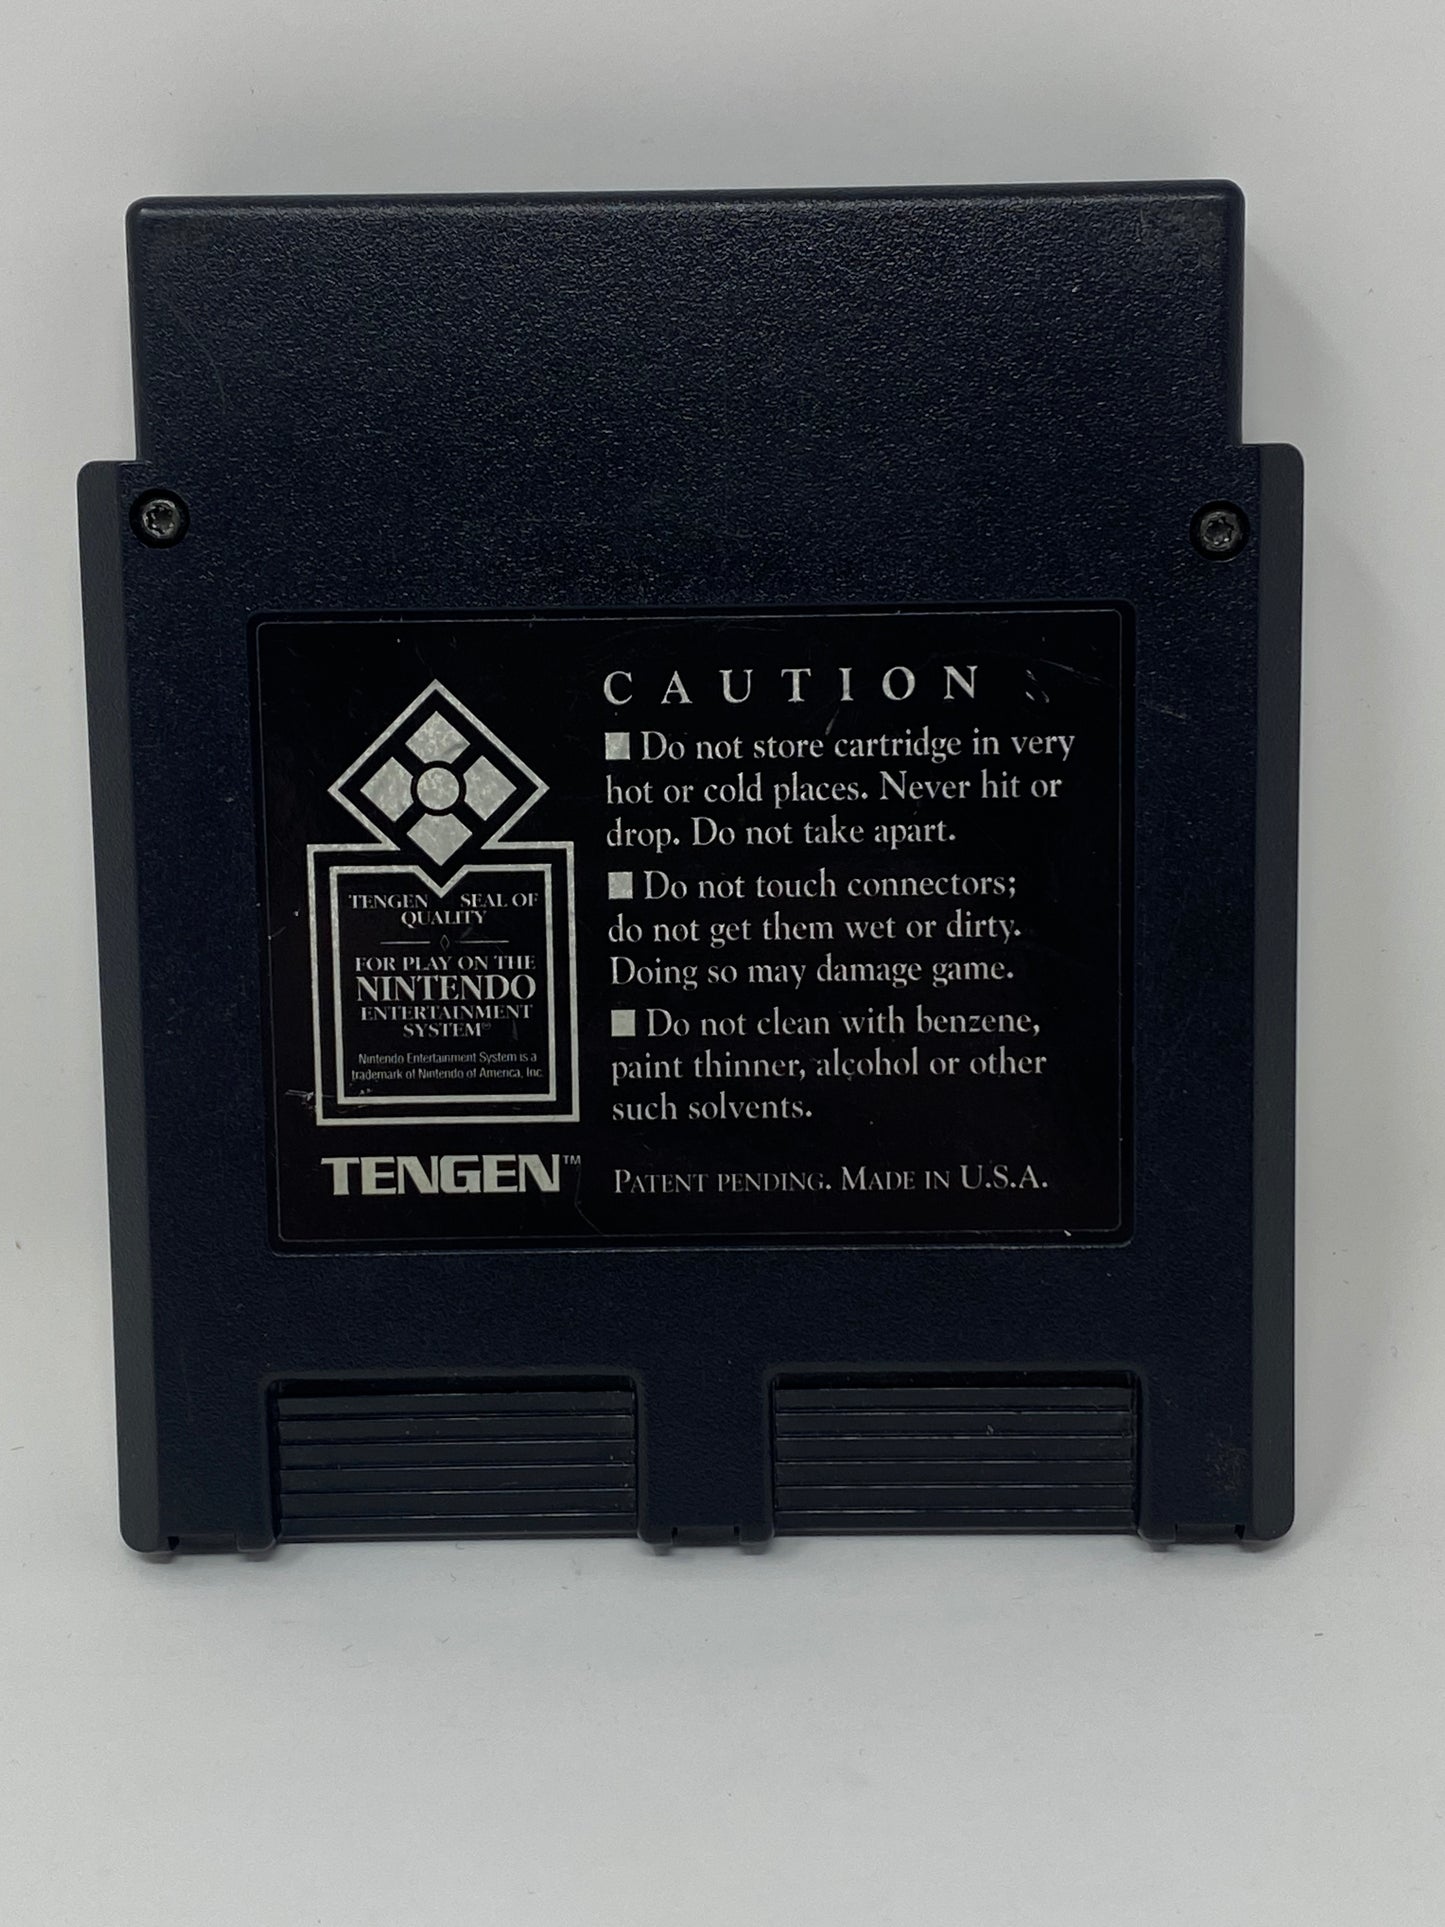 CAUTION
■ Do not store cartridge in very
hot or cold places. Never hit or
drop. Do not take apart.
■ Do not touch connectors;
do not get them wet or dirty.
Doing so may damage game.
■ Do not clean with benzene,
paint thinner, alcohol or other
such solvents.
PATENT PENDING. MADE IN U.S.A.
TENGEN SEAL OF
QUALITY
FOR PLAY ON THE
NINTENDO
ENTERTAINMENT
SYSTEM®
Nintendo Entertainment System is a
trademark of Nintendo of America, Inc.
TENGEN™